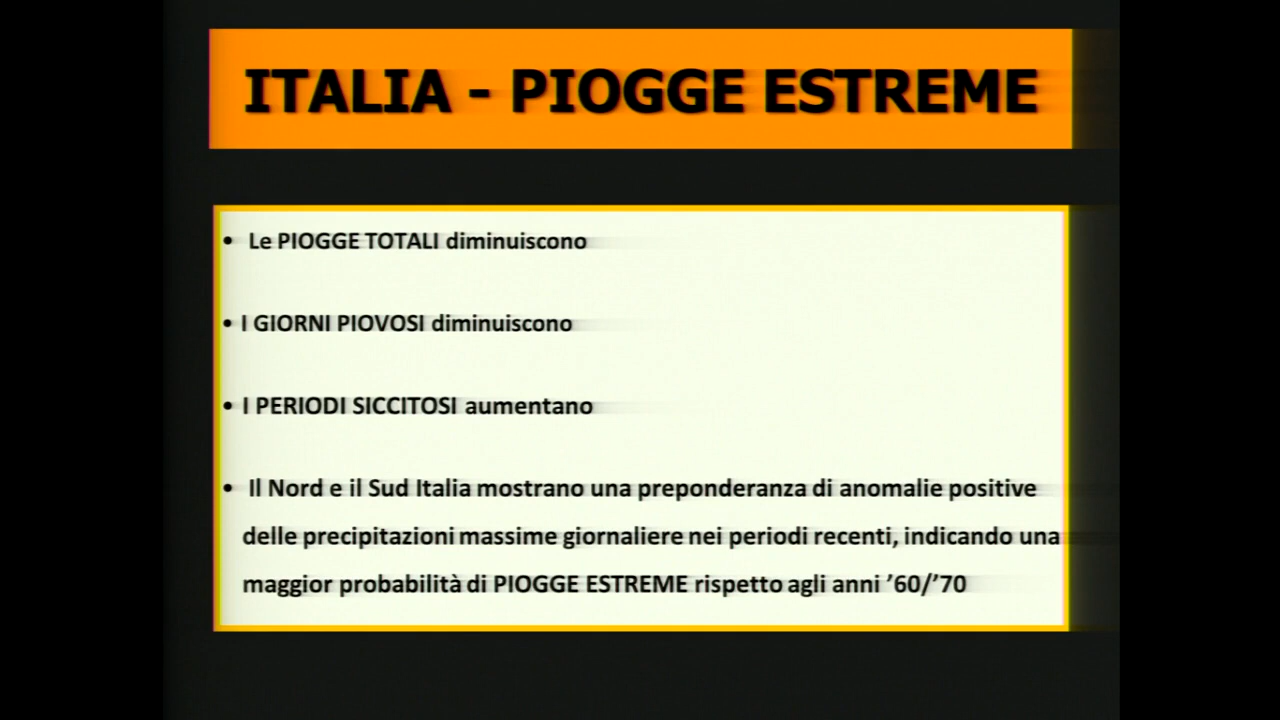 ITALIA - PIOGGE ESTREME
• Le PIOGGE TOTALI diminuiscono
• I GIORNI PIOVOSI diminuiscono
• I PERIODI SICCITOSI aumentano
• Il Nord e il Sud Italia mostrano una preponderanza di anomalie positive
delle precipitazioni massime giornaliere nei periodi recenti, indicando una
maggior probabilità di PIOGGE ESTREME rispetto agli anni ’60/’70